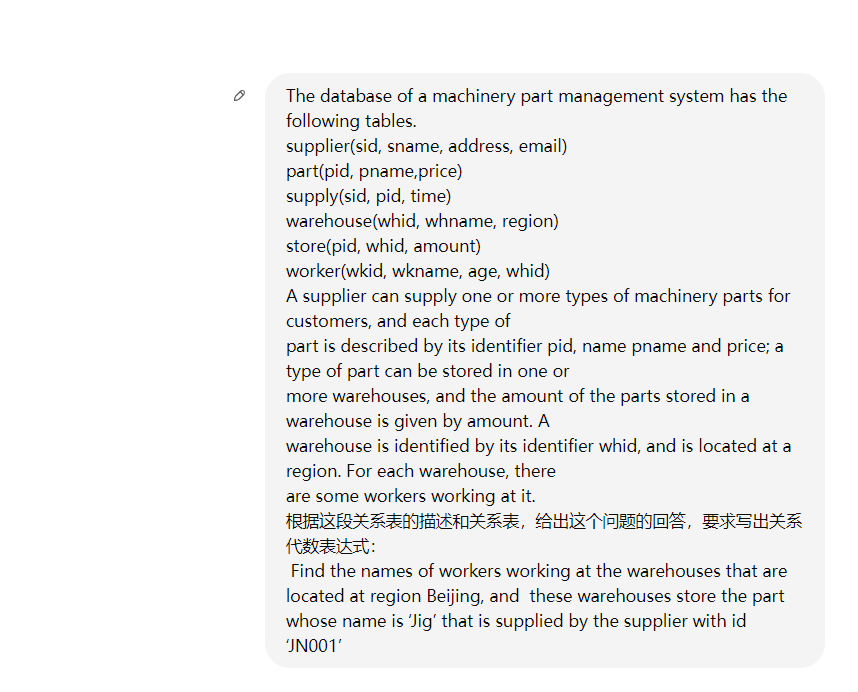 The database of a machinery part management system has the
following tables.
supplier(sid, sname, address, email)
part(pid, pname,price)
supply(sid, pid, time)
warehouse(whid, whname, region)
store(pid, whid, amount)
worker(wkid, wkname, age, whid)
A supplier can supply one or more types of machinery parts for
customers, and each type of
part is described by its identifier pid, name pname and price; a
type of part can be stored in one or
more warehouses, and the amount of the parts stored in a
warehouse is given by amount. A
warehouse is identified by its identifier whid, and is located at a
region. For each warehouse, there
are some workers working at it.
根据这段关系表的描述和关系表，给出这个问题的回答，要求写出关系
代数表达式：
Find the names of workers working at the warehouses that are
located at region Beijing, and  these warehouses store the part
whose name is ‘Jig’ that is supplied by the supplier with id
‘JN001’